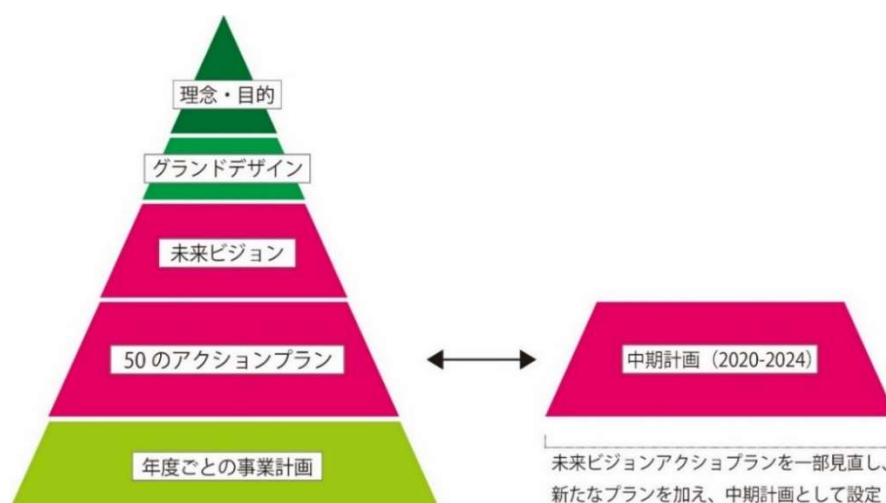 理念・目的
グランドデザイン
未来ビジョン
50 のアクションプラン
中期計画（2020-2024）
年度ごとの事業計画
未来ビジョンアクショプランを一部見直し、
新たなプランを加え、中期計画として設定